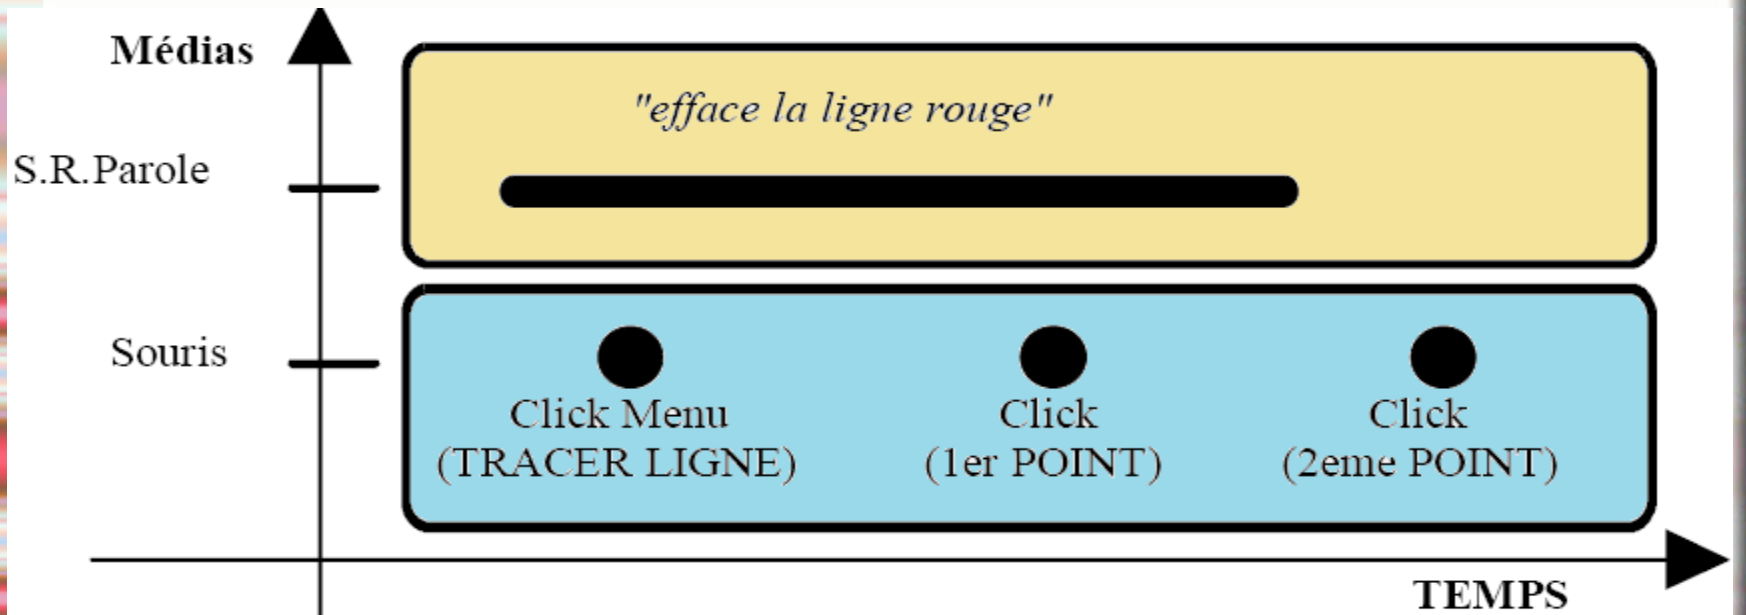 Médias
"efface la ligne rouge"
S.R.Parole
Souris
Click Menu
(TRACER LIGNE)
Click
(1er POINT)
Click
(2eme POINT)
TEMPS